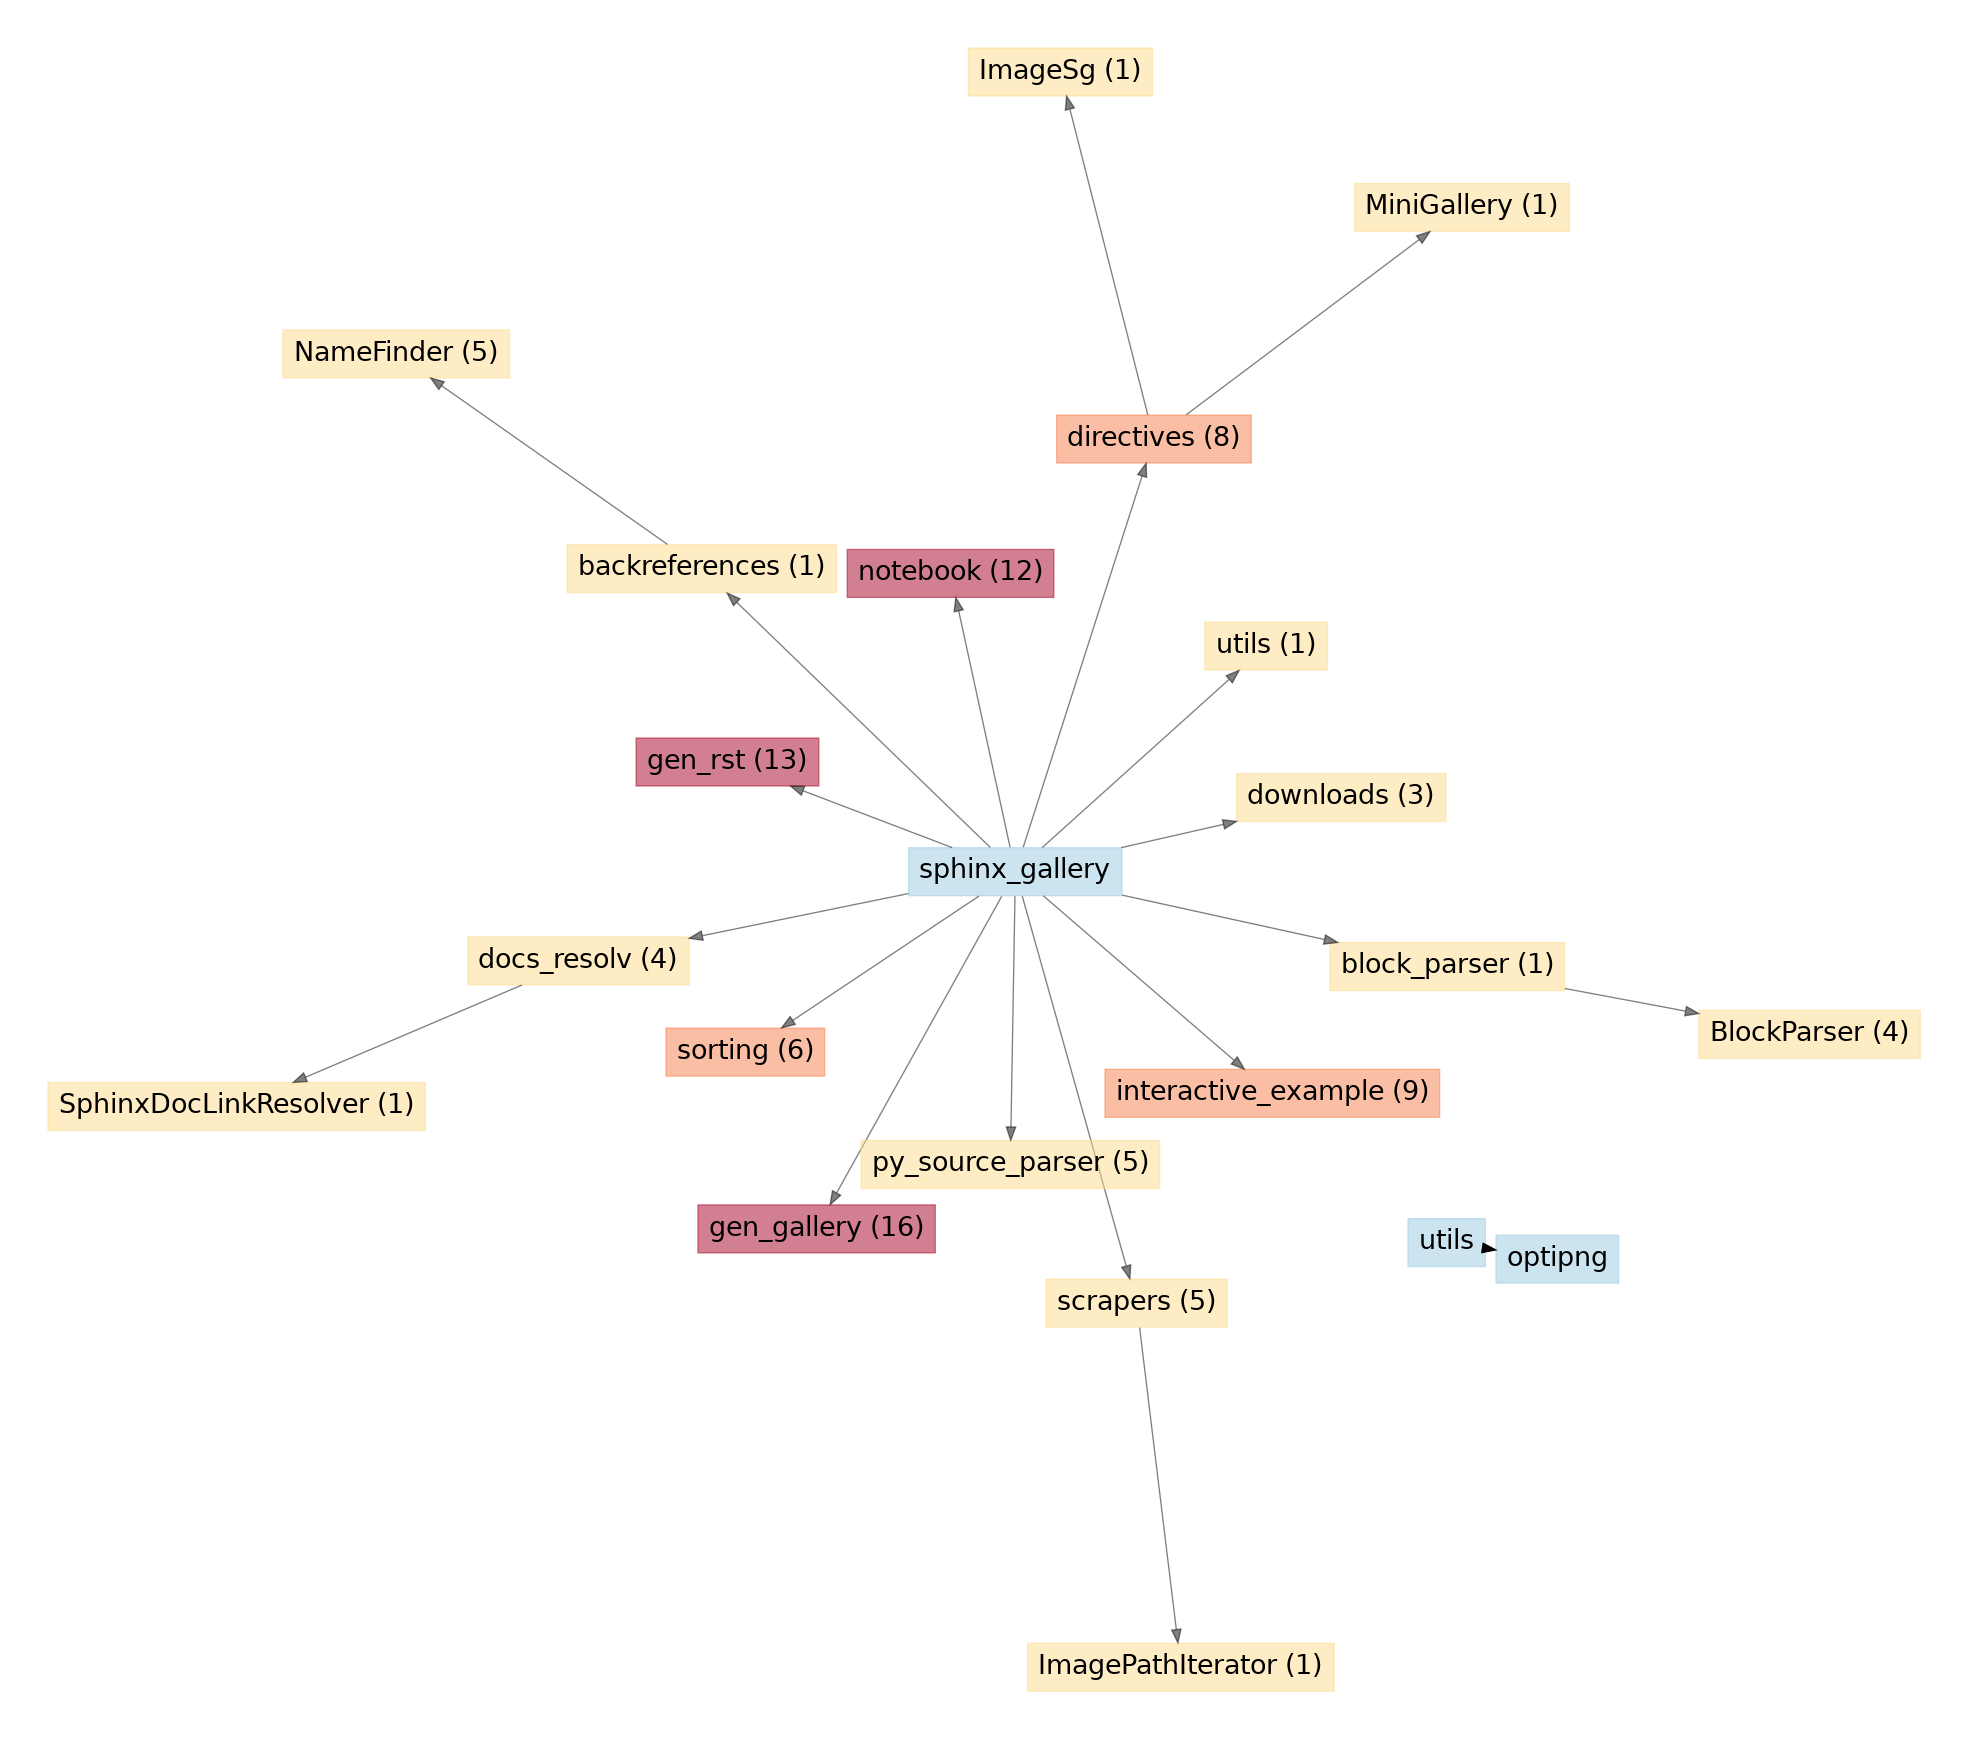 ImageSg (1)
MiniGallery (1)
NameFinder (5)
directives (8)
backreferences (1)
notebook (12)
utils (1)
gen_rst (13)
downloads (3)
sphinx_gallery
docs_resolv (4)
block_parser (1)
BlockParser (4)
sorting (6)
interactive_example (9)
SphinxDocLinkResolver (1)
py_source_parser (5)
gen_gallery (16)
utils
optipng
scrapers (5)
ImagePathIterator (1)